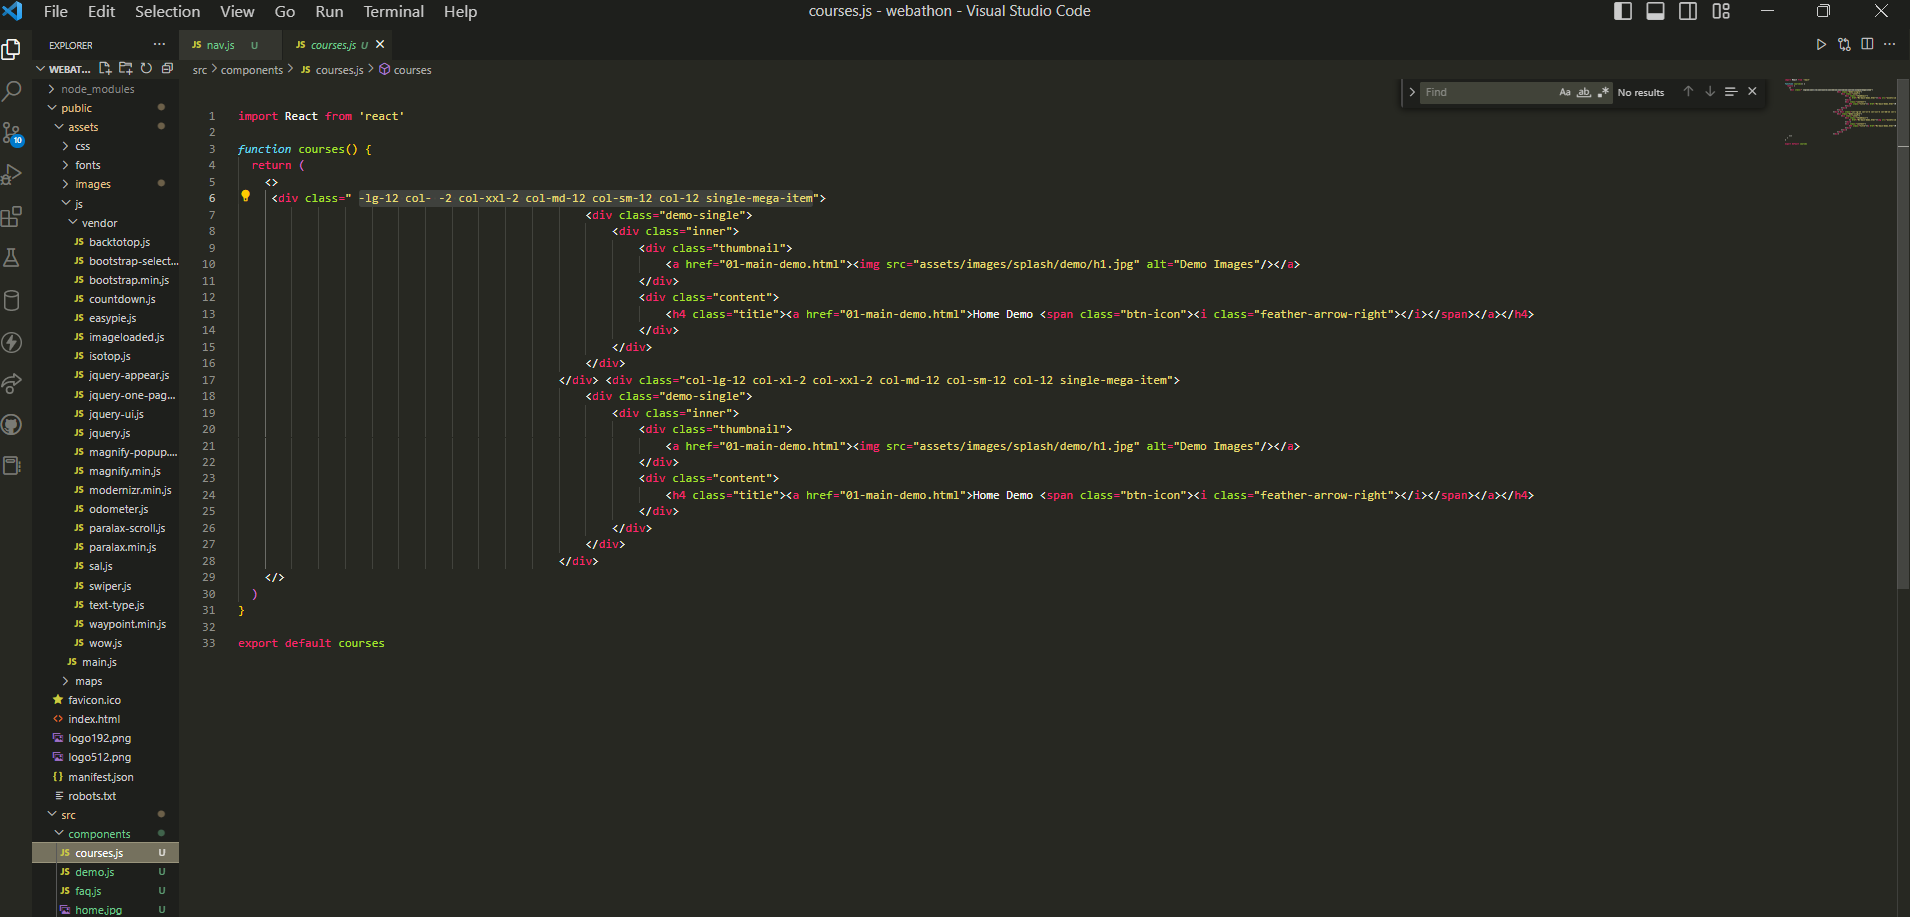 File Edit Selection View Go Run Terminal Help
courses.js - webathon - Visual Studio Code
EXPLORER ···
JS nav.js U
JS courses.js U
WEBAT...
src > components > JS courses.js > courses
Find
Aa ab .*
No results
10
node_modules
public
assets
css
fonts
images
js
vendor
JS backtotop.js
JS bootstrap-select...
JS bootstrap.min.js
JS countdown.js
JS easypie.js
JS imageloaded.js
JS isotop.js
JS jquery-appear.js
JS jquery-one-pag...
JS jquery-ui.js
JS jquery.js
JS magnify-popup....
JS magnify.min.js
JS modernizr.min.js
JS odometer.js
JS paralax-scroll.js
JS paralax.min.js
JS sal.js
JS swiper.js
JS text-type.js
JS waypoint.min.js
JS wow.js
JS main.js
maps
favicon.ico
<> index.html
logo192.png
logo512.png
{} manifest.json
robots.txt
src
components
JS courses.js U
JS demo.js U
JS faq.js U
home.jpg U
1 import React from 'react'
2
3 function courses() {
4 return (
5 <>
6 <div class=" -lg-12 col- -2 col-xxl-2 col-md-12 col-sm-12 col-12 single-mega-item">
7 <div class="demo-single">
8 <div class="inner">
9 <div class="thumbnail">
10 <a href="01-main-demo.html"><img src="assets/images/splash/demo/h1.jpg" alt="Demo Images"/></a>
11 </div>
12 <div class="content">
13 <h4 class="title"><a href="01-main-demo.html">Home Demo <span class="btn-icon"><i class="feather-arrow-right"></i></span></a></h4>
14 </div>
15 </div>
16 </div>
17 </div> <div class="col-lg-12 col-xl-2 col-xxl-2 col-md-12 col-sm-12 col-12 single-mega-item">
18 <div class="demo-single">
19 <div class="inner">
20 <div class="thumbnail">
21 <a href="01-main-demo.html"><img src="assets/images/splash/demo/h1.jpg" alt="Demo Images"/></a>
22 </div>
23 <div class="content">
24 <h4 class="title"><a href="01-main-demo.html">Home Demo <span class="btn-icon"><i class="feather-arrow-right"></i></span></a></h4>
25 </div>
26 </div>
27 </div>
28 </div>
29 </>
30 )
31 }
32
33 export default courses